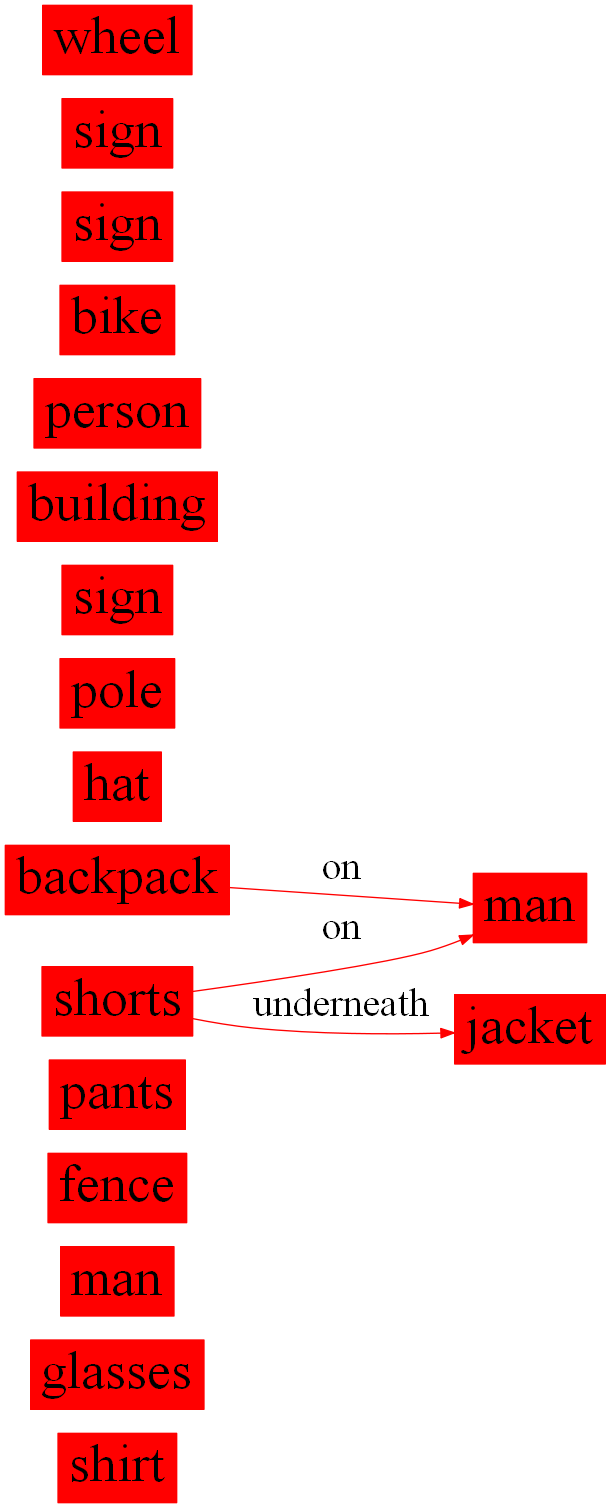 wheel
sign
sign
bike
person
building
sign
pole
hat
backpack
on
man
on
shorts
underneath
jacket
pants
fence
man
glasses
shirt